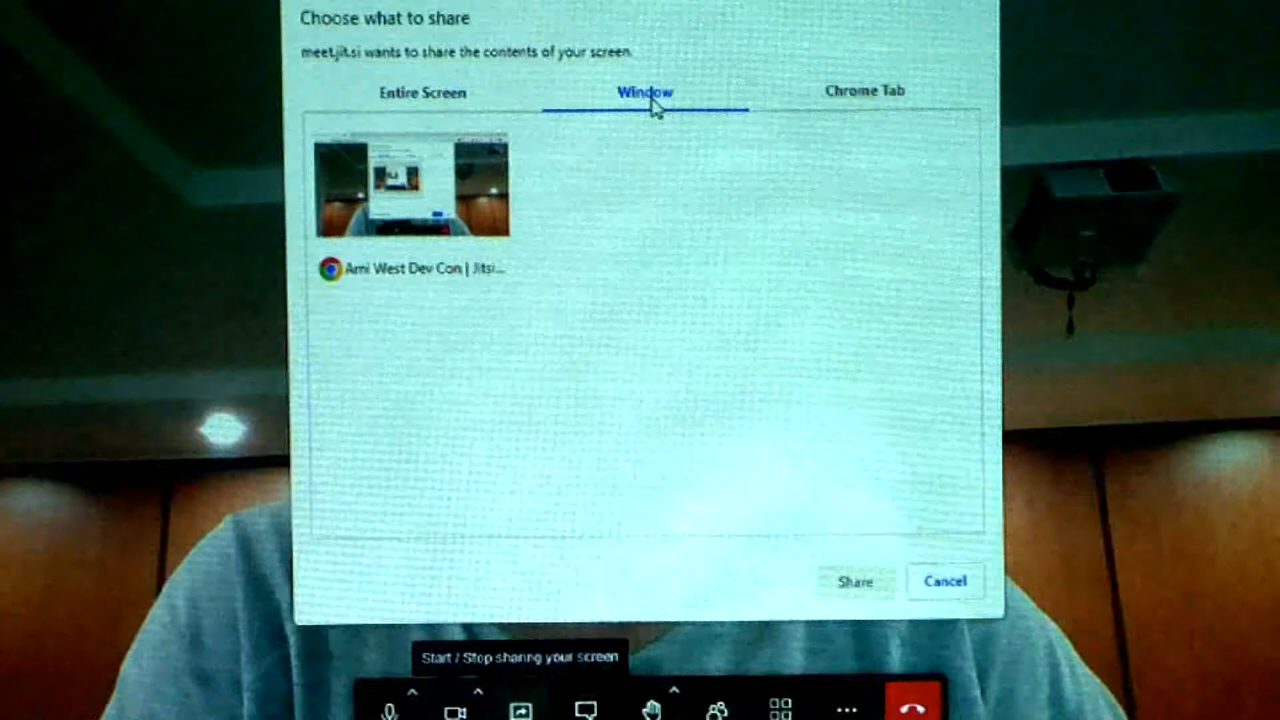 Choose what to share
meet.jit.si wants to share the contents of your screen.
Entire Screen
Window
Chrome Tab
Ami West Dev Con | Jitsi...
Share
Cancel
Start / Stop sharing your screen